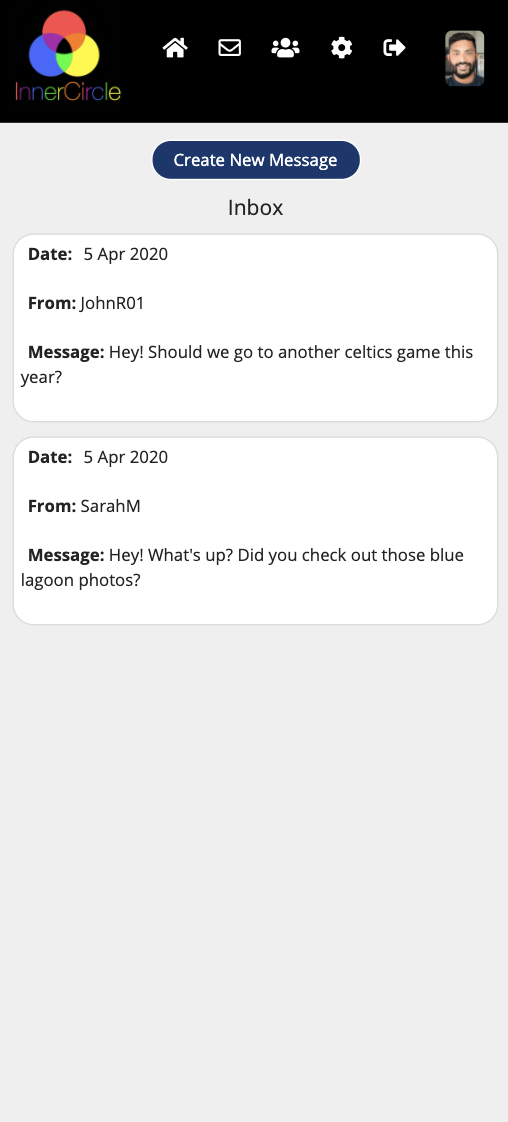 InnerCircle
Create New Message
Inbox
Date: 5 Apr 2020
From: JohnR01
Message: Hey! Should we go to another celtics game this
year?
Date: 5 Apr 2020
From: SarahM
Message: Hey! What's up? Did you check out those blue
lagoon photos?